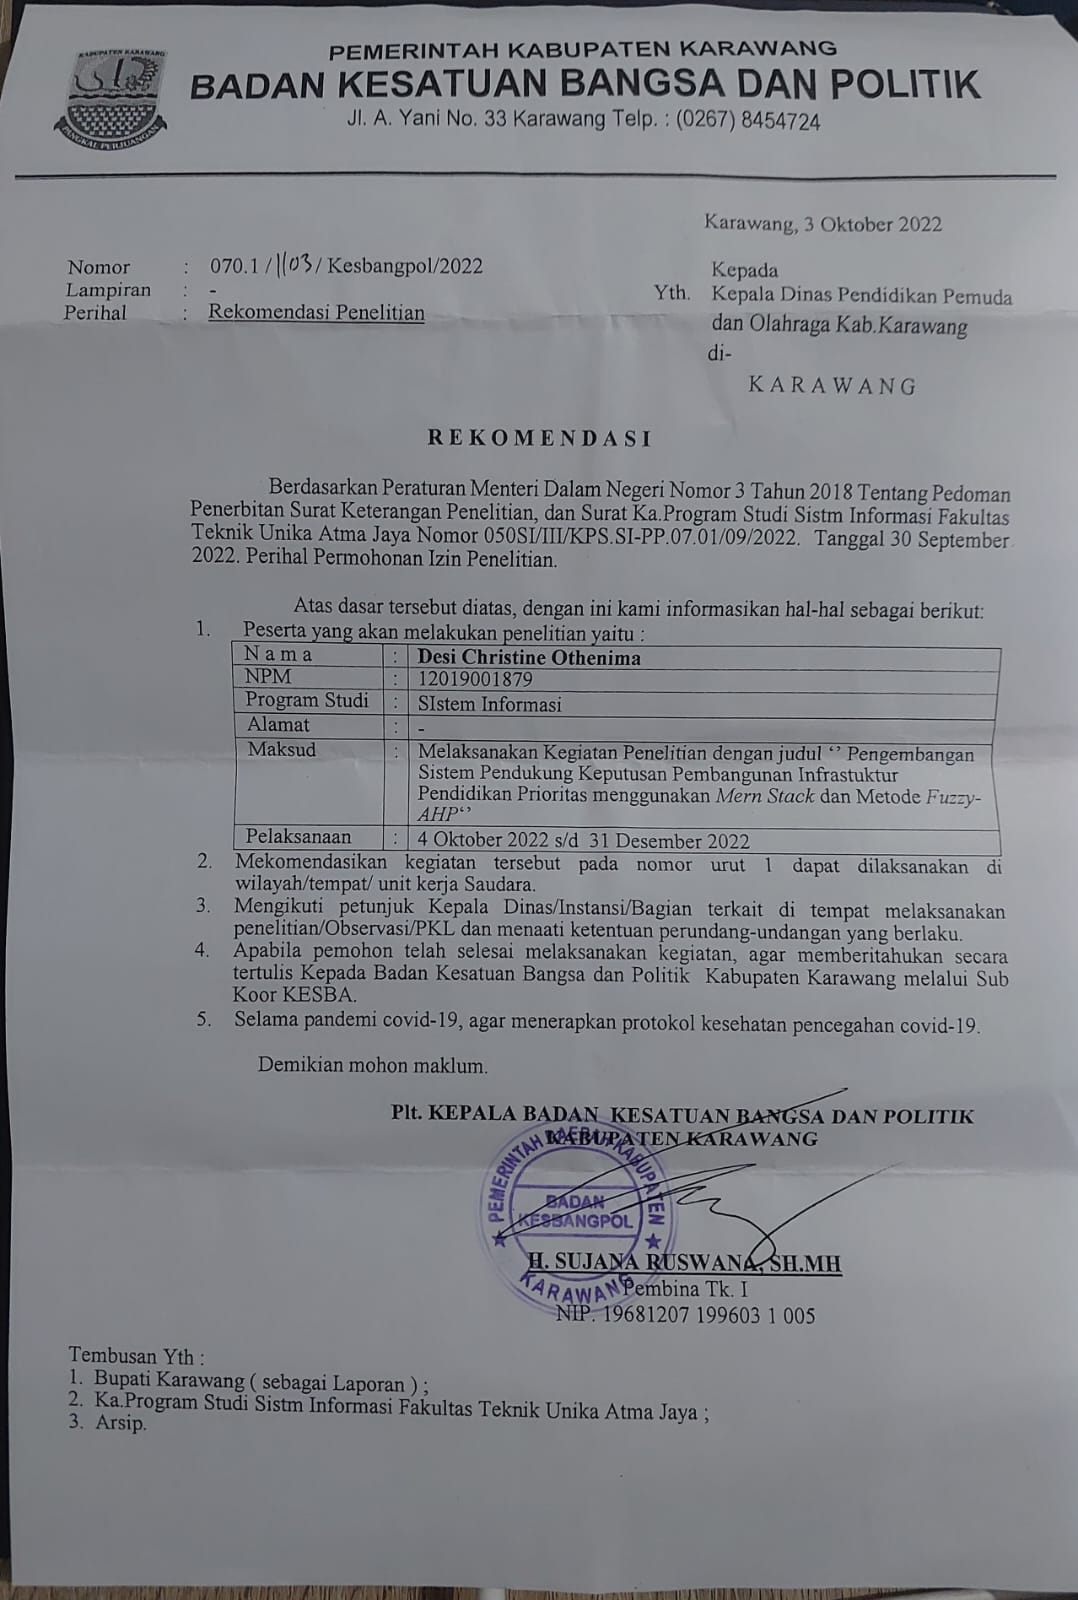 KABUPATEN KARAWANG
PANGKAL PERJUANGAN
PEMERINTAH KABUPATEN KARAWANG
BADAN KESATUAN BANGSA DAN POLITIK
Jl. A. Yani No. 33 Karawang Telp. : (0267) 8454724
Karawang, 3 Oktober 2022
Nomor : 070.1 /1103/ Kesbangpol/2022
Lampiran : -
Perihal : Rekomendasi Penelitian
Kepada
Yth. Kepala Dinas Pendidikan Pemuda
dan Olahraga Kab.Karawang
di-
K A R A W A N G
R E K O M E N D A S I
Berdasarkan Peraturan Menteri Dalam Negeri Nomor 3 Tahun 2018 Tentang Pedoman
Penerbitan Surat Keterangan Penelitian, dan Surat Ka.Program Studi Sistm Informasi Fakultas
Teknik Unika Atma Jaya Nomor 050SI/III/KPS.SI-PP.07.01/09/2022. Tanggal 30 September
2022. Perihal Permohonan Izin Penelitian.
Atas dasar tersebut diatas, dengan ini kami informasikan hal-hal sebagai berikut:
1. Peserta yang akan melakukan penelitian yaitu :
N a m a : Desi Christine Othenima
NPM : 12019001879
Program Studi : SIstem Informasi
Alamat : -
Maksud : Melaksanakan Kegiatan Penelitian dengan judul ‘’ Pengembangan
Sistem Pendukung Keputusan Pembangunan Infrastuktur
Pendidikan Prioritas menggunakan Mern Stack dan Metode Fuzzy-
AHP‘’
Pelaksanaan : 4 Oktober 2022 s/d 31 Desember 2022
2. Mekomendasikan kegiatan tersebut pada nomor urut 1 dapat dilaksanakan di
wilayah/tempat/ unit kerja Saudara.
3. Mengikuti petunjuk Kepala Dinas/Instansi/Bagian terkait di tempat melaksanakan
penelitian/Observasi/PKL dan menaati ketentuan perundang-undangan yang berlaku.
4. Apabila pemohon telah selesai melaksanakan kegiatan, agar memberitahukan secara
tertulis Kepada Badan Kesatuan Bangsa dan Politik Kabupaten Karawang melalui Sub
Koor KESBA.
5. Selama pandemi covid-19, agar menerapkan protokol kesehatan pencegahan covid-19.
Demikian mohon maklum.
Plt. KEPALA BADAN KESATUAN BANGSA DAN POLITIK
KABUPATEN KARAWANG
PEMERINTAH DAERAH KABUPATEN
BADAN
KESBANGPOL
KARAWANG
H. SUJANA RUSWANA, SH.MH
Pembina Tk. I
NIP. 19681207 199603 1 005
Tembusan Yth :
1. Bupati Karawang ( sebagai Laporan ) ;
2. Ka.Program Studi Sistm Informasi Fakultas Teknik Unika Atma Jaya ;
3. Arsip.